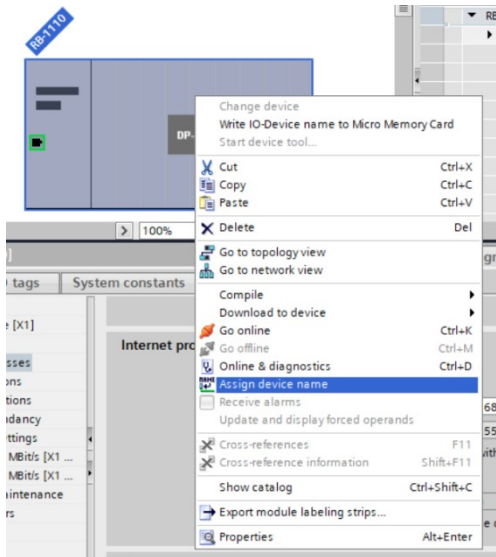 RB-1110
RE
DP-
100%
tags
System constants
gr
e [X1]
sses
ons
tions
dancy
ttings
MBit/s [X1 ...
MBit/s [X1 ...
aintenance
rs
Internet pro
Change device
Write IO-Device name to Micro Memory Card
Start device tool...
Cut Ctrl+X
Copy Ctrl+C
Paste Ctrl+V
Delete Del
Go to topology view
Go to network view
Compile
Download to device
Go online Ctrl+K
Go offline Ctrl+M
Online & diagnostics Ctrl+D
Assign device name
Receive alarms
Update and display forced operands
Cross-references F11
Cross-reference information Shift+F11
Show catalog Ctrl+Shift+C
Export module labeling strips...
Properties Alt+Enter
68
55
with
e d